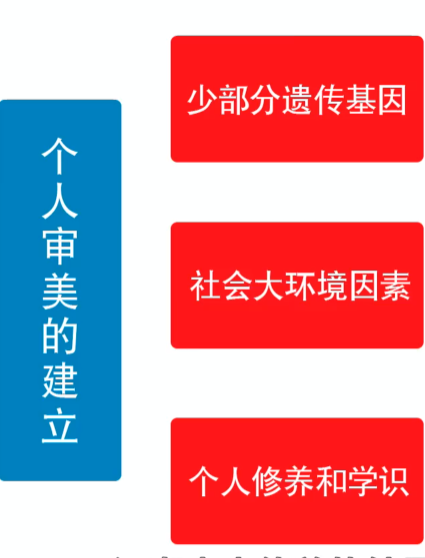 个人审美的建立
少部分遗传基因
社会大环境因素
个人修养和学识